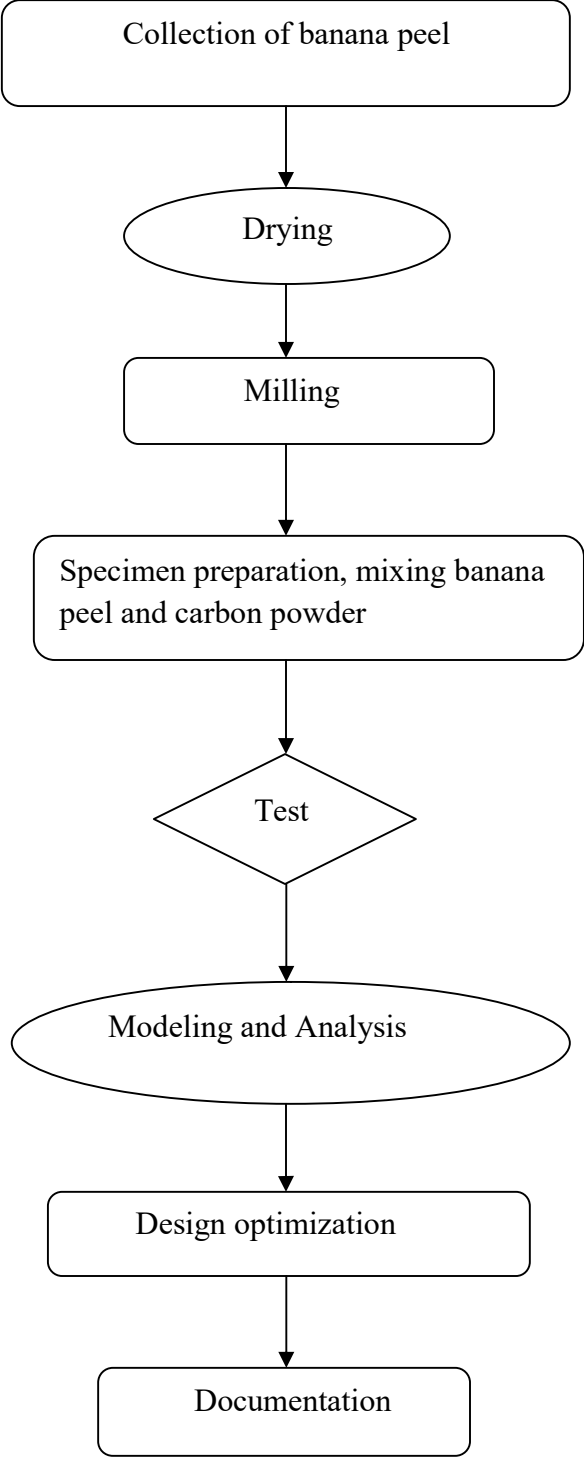 Collection of banana peel
Drying
Milling
Specimen preparation, mixing banana
peel and carbon powder
Test
Modeling and Analysis
Design optimization
Documentation